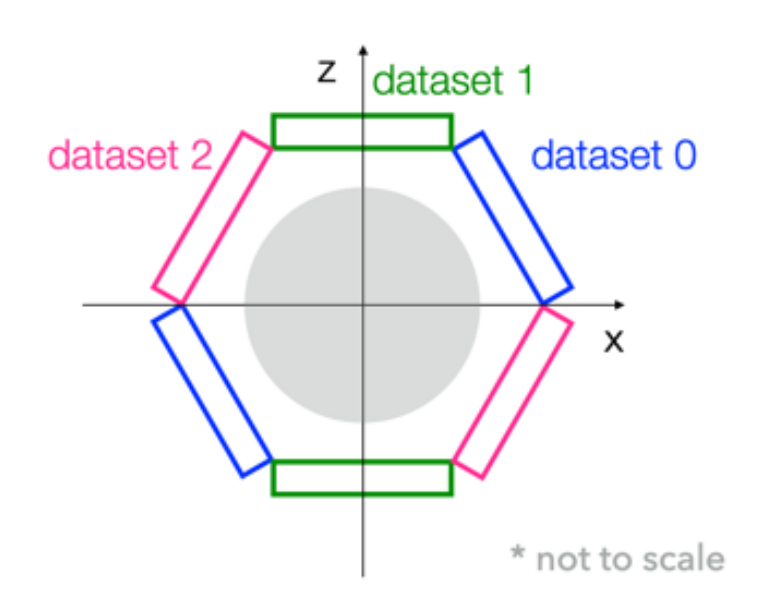 z
dataset 1
dataset 2
dataset 0
x
* not to scale